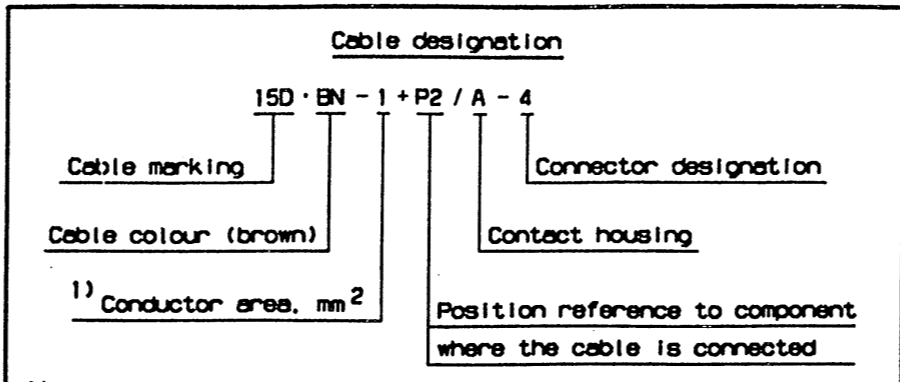 Cable designation
15D · BN - 1 + P2 / A - 4
Cable marking
Connector designation
Cable colour (brown)
Contact housing
1) Conductor area. mm²
Position reference to component
where the cable is connected